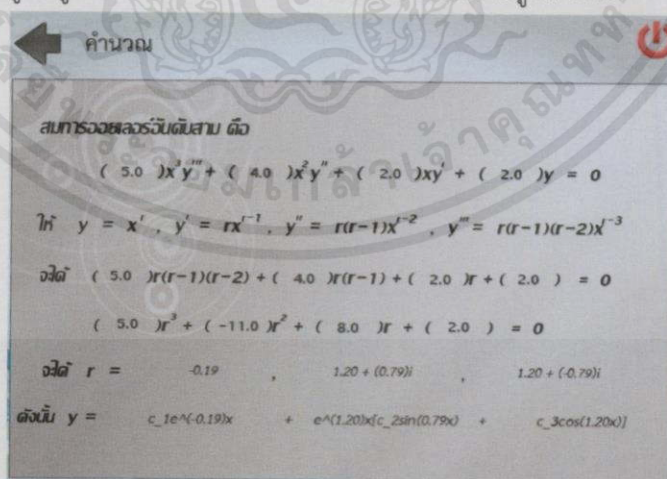 คำนวณ
สมการออยเลอร์อันดับสาม คือ
( 5.0 )x³y''' + ( 4.0 )x²y'' + ( 2.0 )xy' + ( 2.0 )y = 0
ให้ y = xʳ , y' = rxʳ⁻¹ , y'' = r(r-1)xʳ⁻² , y''' = r(r-1)(r-2)xʳ⁻³
จะได้ ( 5.0 )r(r-1)(r-2) + ( 4.0 )r(r-1) + ( 2.0 )r + ( 2.0 ) = 0
( 5.0 )r³ + ( -11.0 )r² + ( 8.0 )r + ( 2.0 ) = 0
จะได้ r = -0.19 , 1.20 + (0.79)i , 1.20 + (-0.79)i
ดังนั้น y = c_1e^(-0.19)x + e^(1.20)x[c_2sin(0.79x) + c_3cos(1.20x)]